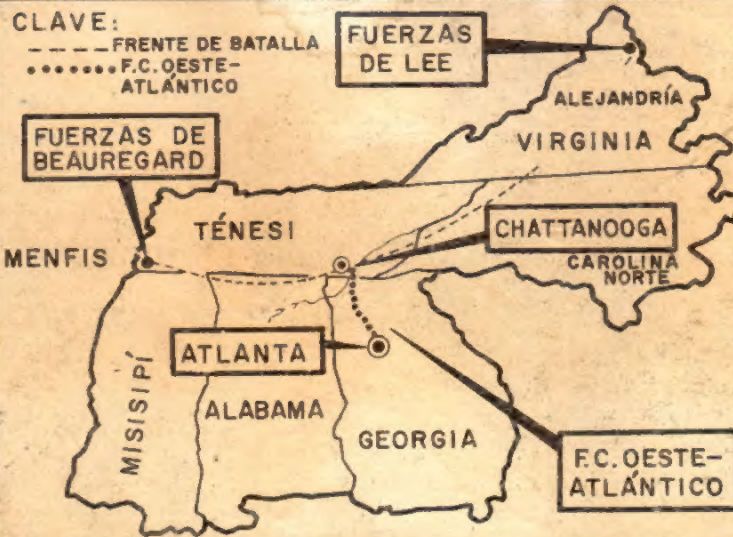 CLAVE:
FRENTE DE BATALLA
F.C. OESTE-
ATLÁNTICO
FUERZAS
DE LEE
ALEJANDRÍA
VIRGINIA
FUERZAS DE
BEAUREGARD
TÉNESI
CHATTANOOGA
MENFIS
CAROLINA
NORTE
ATLANTA
MISISIPÍ
ALABAMA
GEORGIA
F.C. OESTE-
ATLÁNTICO